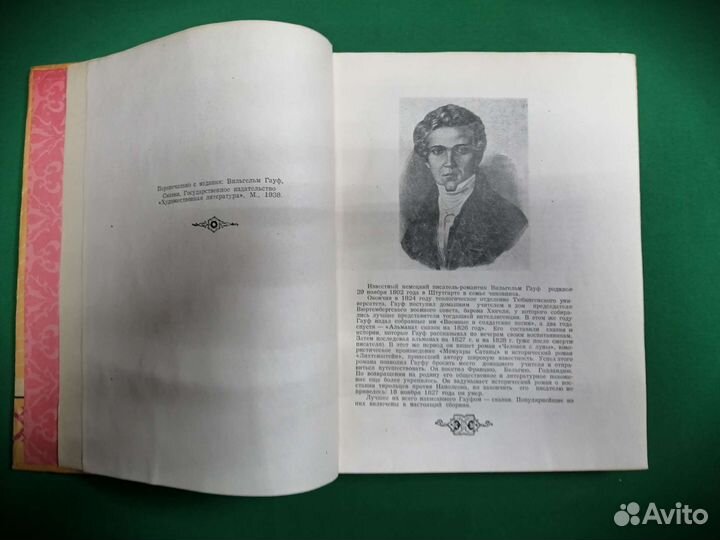 Перепечатано с издания: Вильгельм Гауф,
Сказки. Государственное издательство
«Художественная литература», М., 1938.
Известный немецкий писатель-романтик Вильгельм Гауф родился
29 ноября 1802 года в Штутгарте в семье чиновника.
Окончив в 1824 году теологическое отделение Тюбингенского уни-
верситета, Гауф поступил домашним учителем в дом председателя
Вюртембергского военного совета, барона Хюгеля, у которого собира-
лись лучшие представители тогдашней интеллигенции. В этом же году
Гауф издал собранные им «Военные и солдатские песни», а два года
спустя — «Альманах сказок на 1826 год». Его составили сказки и
истории, которые Гауф рассказывал по вечерам своим воспитанникам.
Затем последовал альманах на 1827 г. и на 1828 г. (уже после смерти
писателя). В этот же период он пишет роман «Человек с луны», юмо-
ристическое произведение «Мемуары Сатаны» и исторический роман
«Лихтенштейн», принесший автору широкую известность. Успех этого
романа позволил Гауфу бросить место домашнего учителя и отпра-
виться путешествовать. Он посетил Францию, Бельгию, Голландию.
По возвращении на родину его общественное и литературное положе-
ние еще более укрепилось. Он задумывает исторический роман о вос-
стании тирольцев против Наполеона, но закончить его писателю не
привелось: 18 ноября 1827 года он умер.
Лучшее из всего написанного Гауфом — сказки. Популярнейшие из
них включены в настоящий сборник.
Avito